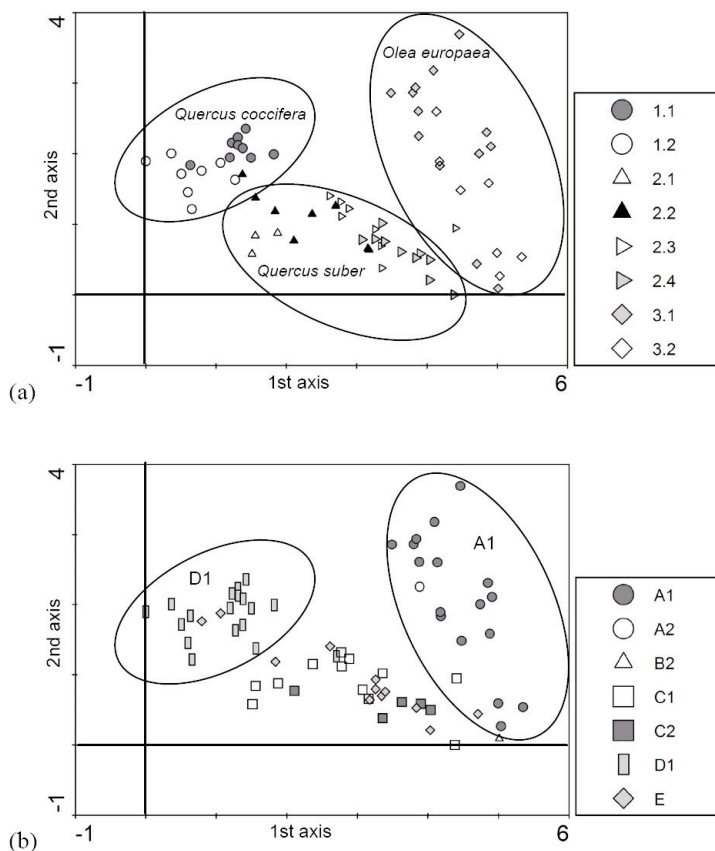 4
Olea europaea
Quercus coccifera
2nd axis
Quercus suber
-1
-1
1st axis
6
(a)
1.1
1.2
2.1
2.2
2.3
2.4
3.1
3.2
4
D1
A1
2nd axis
-1
-1
1st axis
6
(b)
A1
A2
B2
C1
C2
D1
E